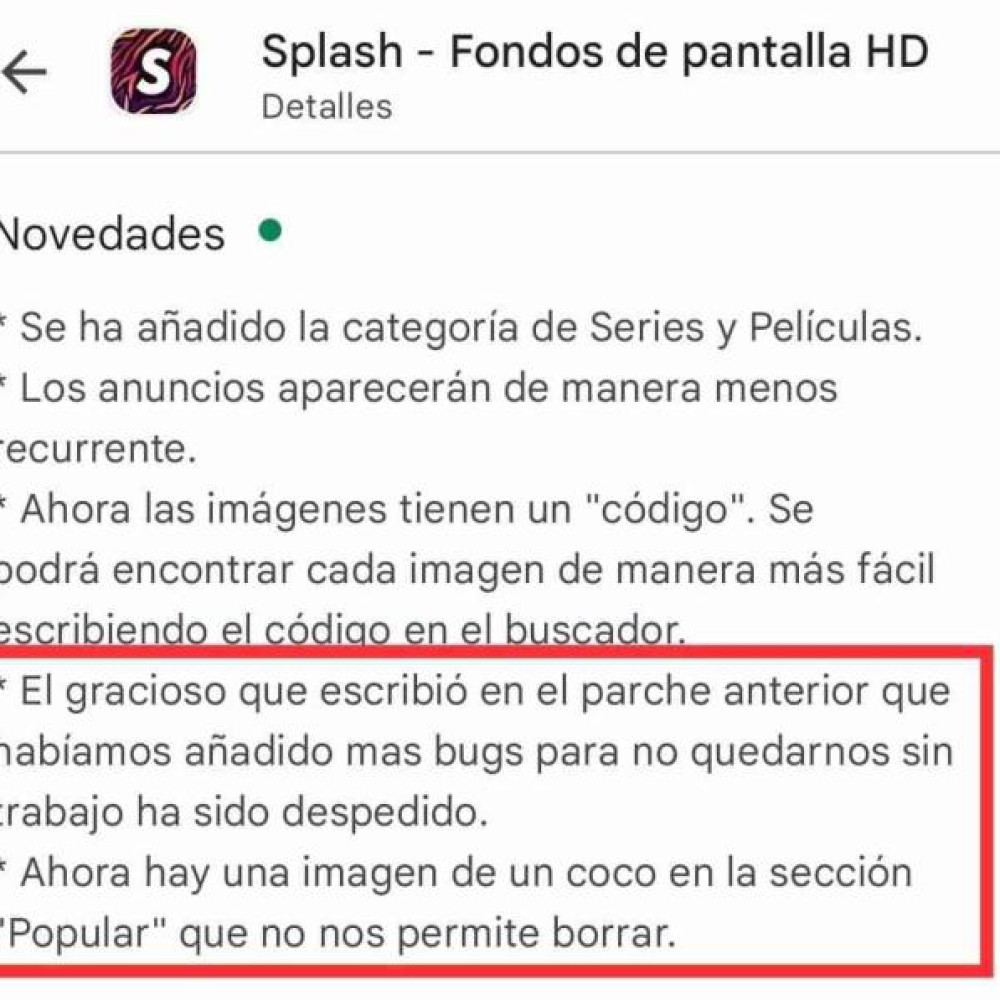 S
Splash - Fondos de pantalla HD
Detalles
Novedades
* Se ha añadido la categoría de Series y Películas.
* Los anuncios aparecerán de manera menos
recurrente.
* Ahora las imágenes tienen un "código". Se
podrá encontrar cada imagen de manera más fácil
escribiendo el código en el buscador.
* El gracioso que escribió en el parche anterior que
habíamos añadido mas bugs para no quedarnos sin
trabajo ha sido despedido.
* Ahora hay una imagen de un coco en la sección
"Popular" que no nos permite borrar.